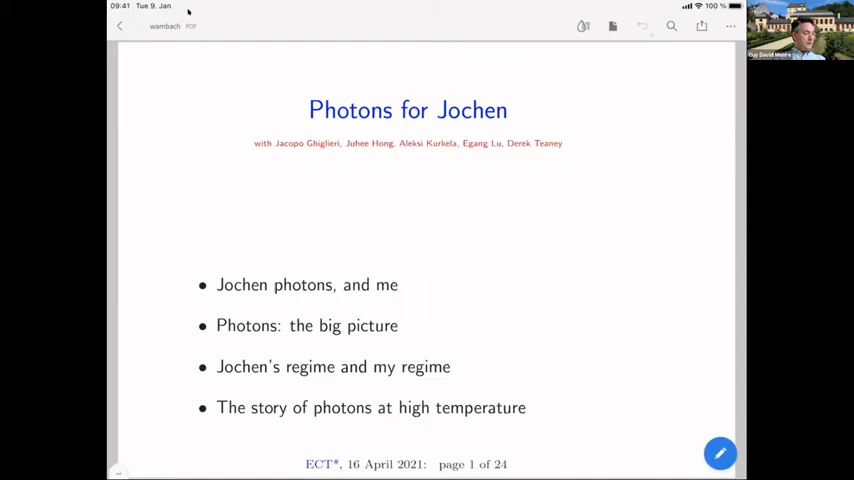 09:41 Tue 9. Jan
100 %
wambach PDF
Guy David Moore
Photons for Jochen
with Jacopo Ghiglieri, Juhee Hong, Aleksi Kurkela, Egang Lu, Derek Teaney
• Jochen photons, and me
• Photons: the big picture
• Jochen's regime and my regime
• The story of photons at high temperature
ECT*, 16 April 2021: page 1 of 24